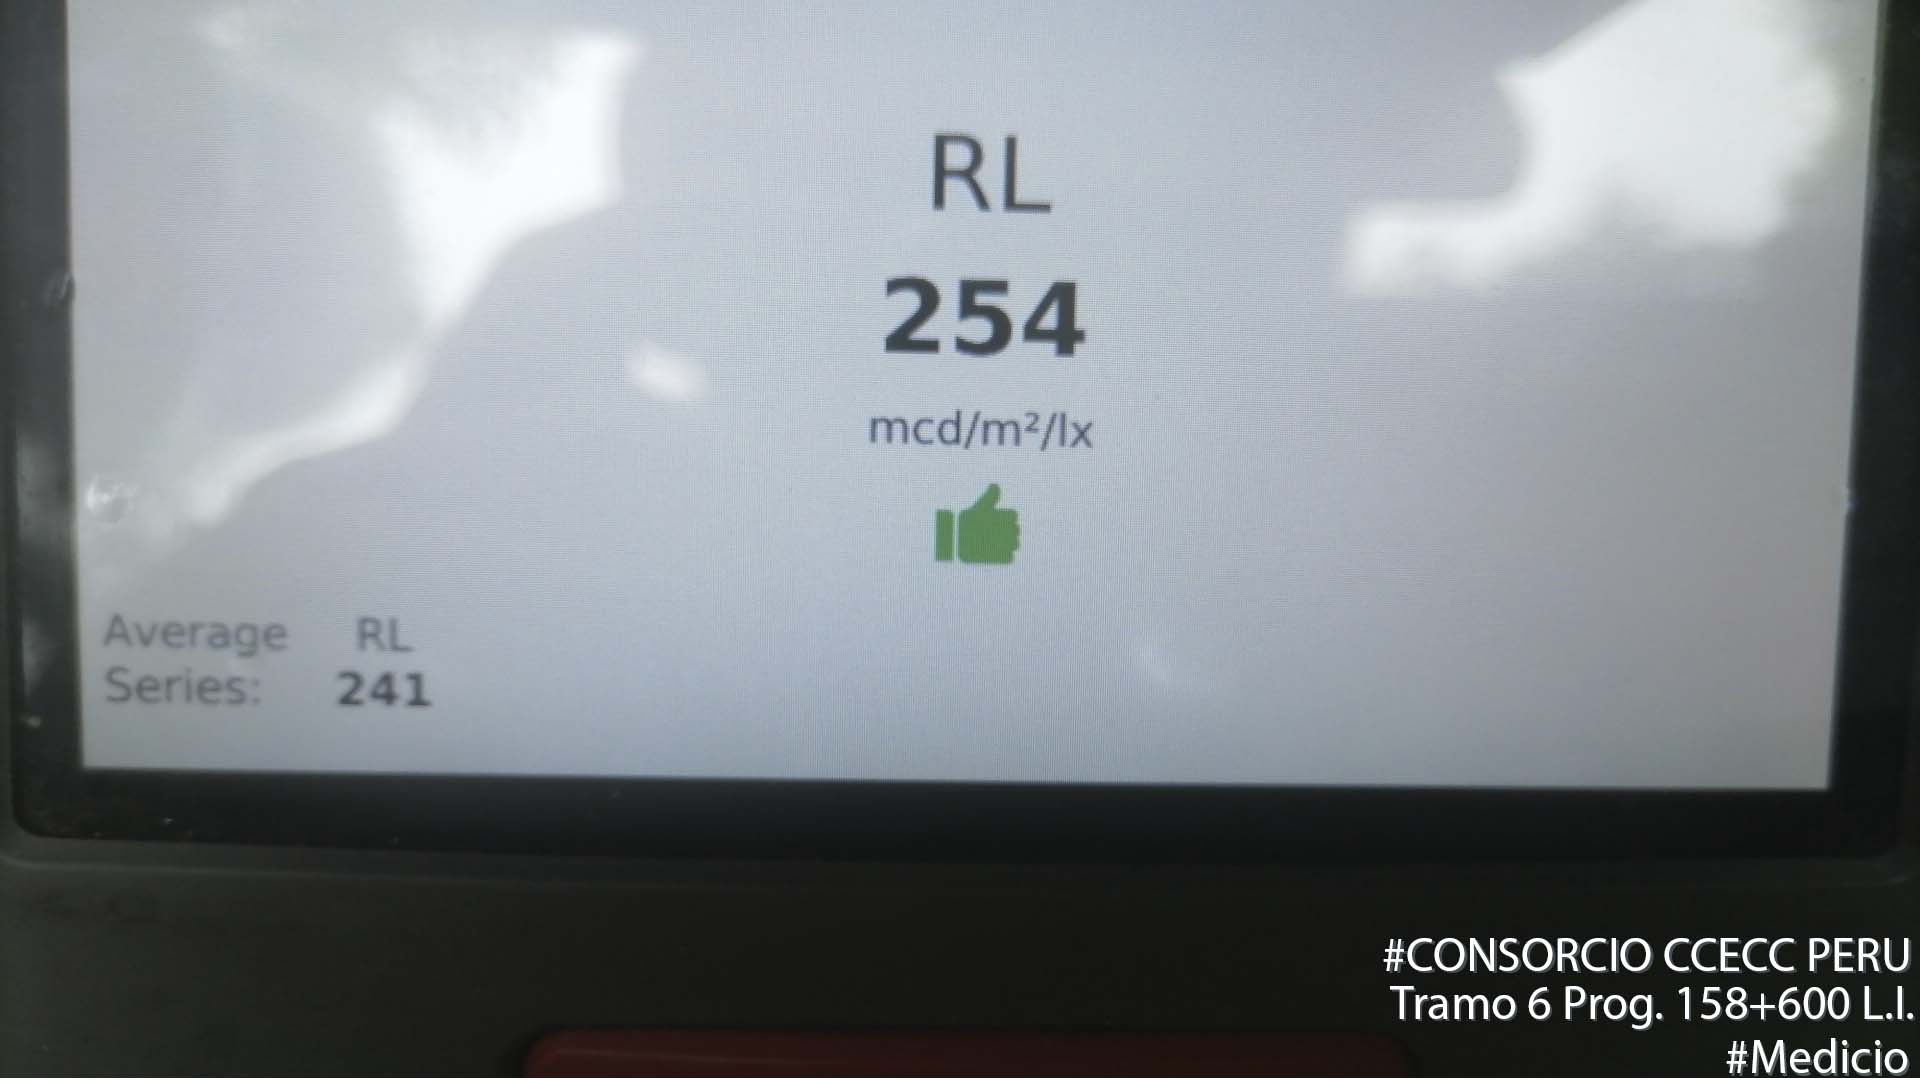 RL
254
mcd/m²/lx
Average RL
Series: 241
#CONSORCIO CCECC PERU
Tramo 6 Prog. 158+600 L.I.
#Medicio